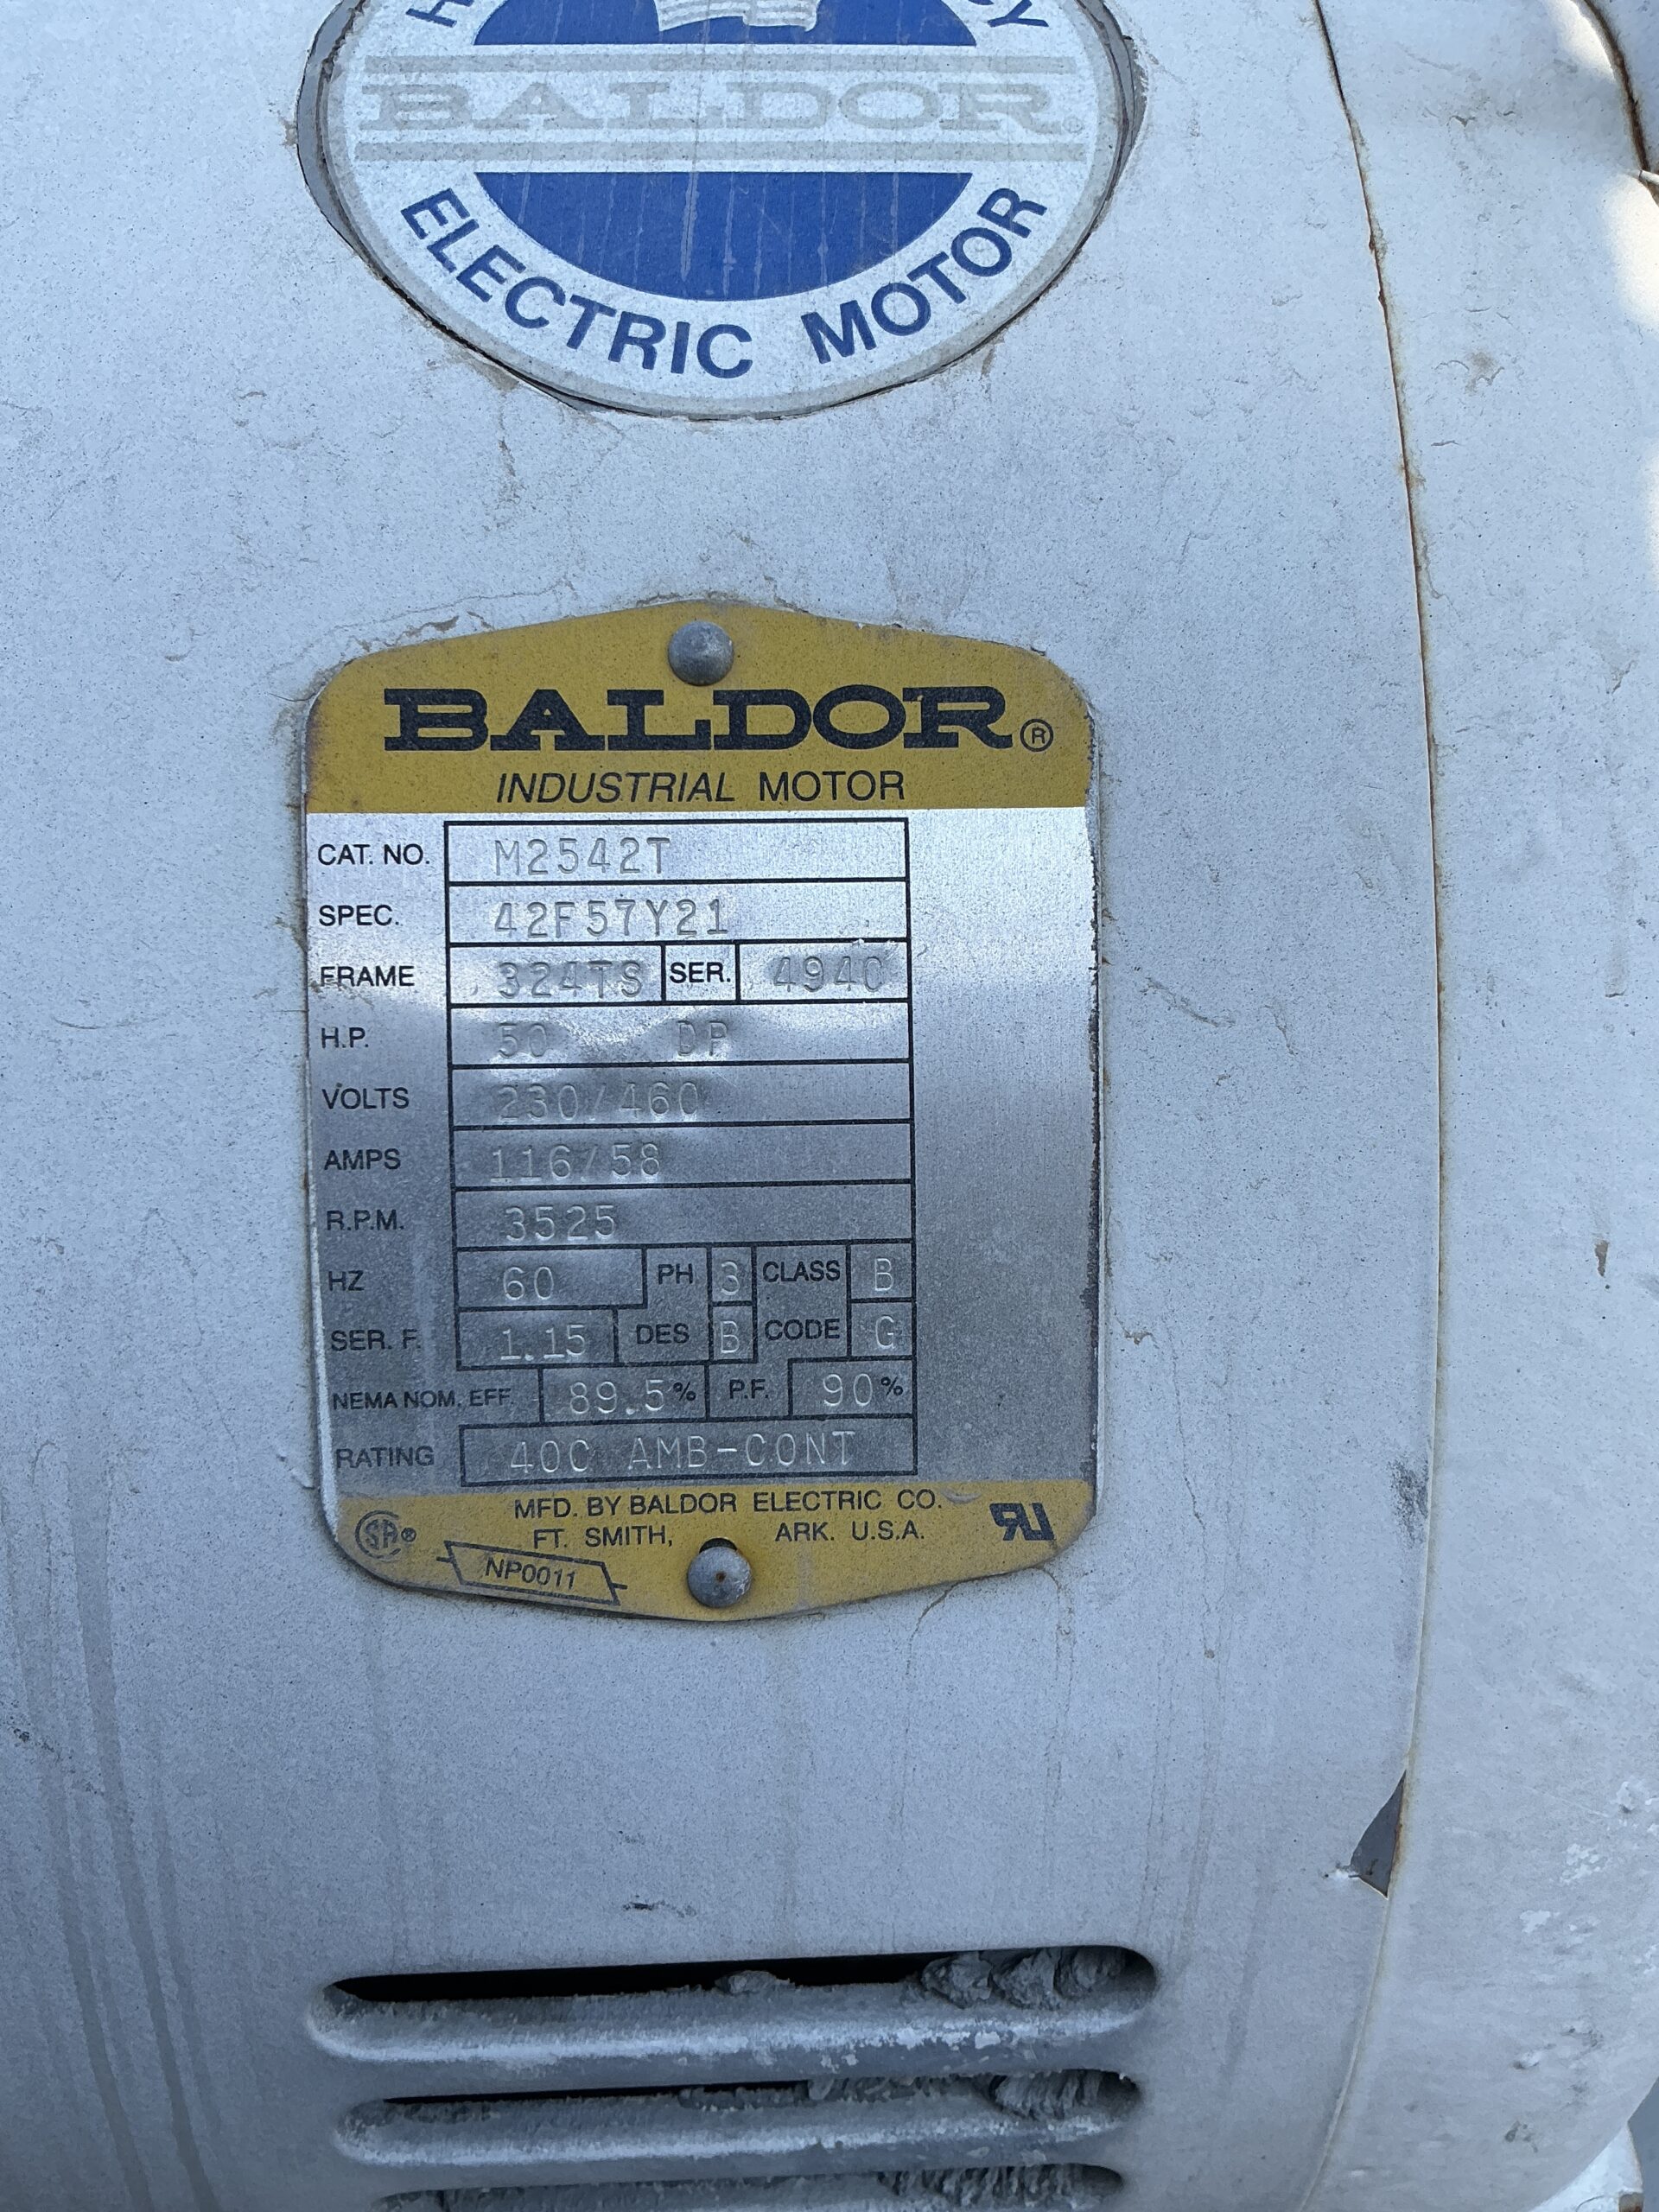 BALDOR®
ELECTRIC MOTOR
BALDOR®
INDUSTRIAL MOTOR
CAT. NO. M2542T
SPEC. 42F57Y21
FRAME 324TS SER. 494C
H.P. 50 DP
VOLTS 230/460
AMPS 116/58
R.P.M. 3525
HZ 60 PH 3 CLASS B
SER. F. 1.15 DES B CODE G
NEMA NOM. EFF. 89.5% P.F. 90%
RATING 40C AMB-CONT
MFD. BY BALDOR ELECTRIC CO.
FT. SMITH, ARK. U.S.A.
NP0011